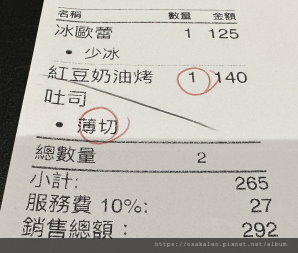 名稱 數量 金額
冰歐蕾 1 125
• 少冰
紅豆奶油烤 1 140
吐司
• 薄切
總數量 2
小計: 265
服務費 10%: 27
銷售總額： 292
https://osakaleo.pixnet.net/album